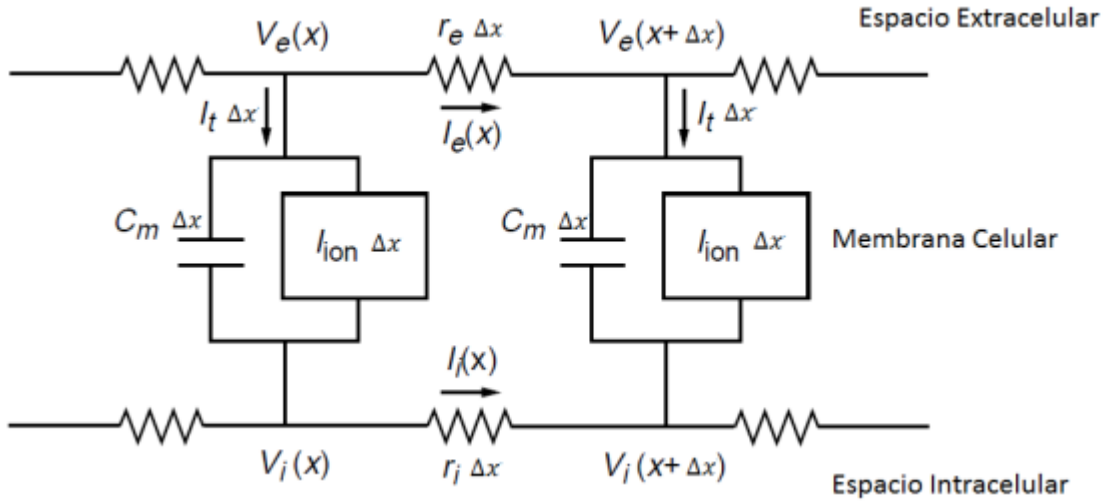 Espacio Extracelular
V_e(x)
r_e Δx
V_e(x+ Δx)
I_t Δx
I_e(x)
I_t Δx
C_m Δx
I_ion Δx
C_m Δx
I_ion Δx
Membrana Celular
I_i(x)
V_i(x)
r_i Δx
V_i(x+ Δx)
Espacio Intracelular